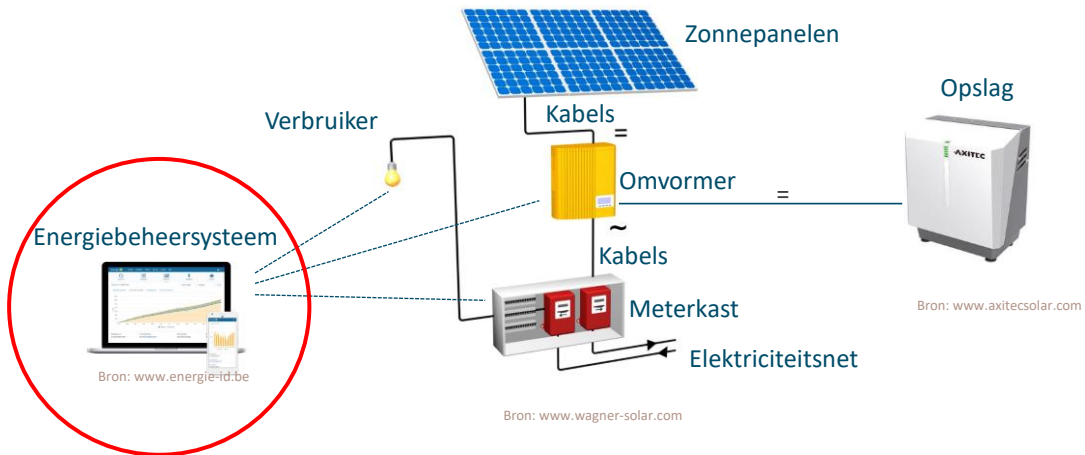 Zonnepanelen
Opslag
Kabels
=
Verbruiker
AXITEC
Omvormer
=
~
Energiebeheersysteem
Kabels
Meterkast
Bron: www.axitecsolar.com
Elektriciteitsnet
Bron: www.energie-id.be
Bron: www.wagner-solar.com